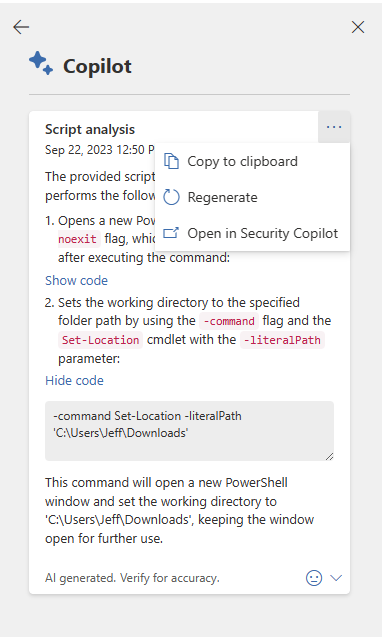 Copilot
Script analysis
Sep 22, 2023 12:50 P
Copy to clipboard
Regenerate
Open in Security Copilot
The provided script
performs the follow
1. Opens a new Pow
noexit flag, whic
after executing the command:
Show code
2. Sets the working directory to the specified
folder path by using the -command flag and the
Set-Location cmdlet with the -literalPath
parameter:
Hide code
-command Set-Location -literalPath
'C:\Users\Jeff\Downloads'
This command will open a new PowerShell
window and set the working directory to
'C:\Users\Jeff\Downloads', keeping the window
open for further use.
AI generated. Verify for accuracy.